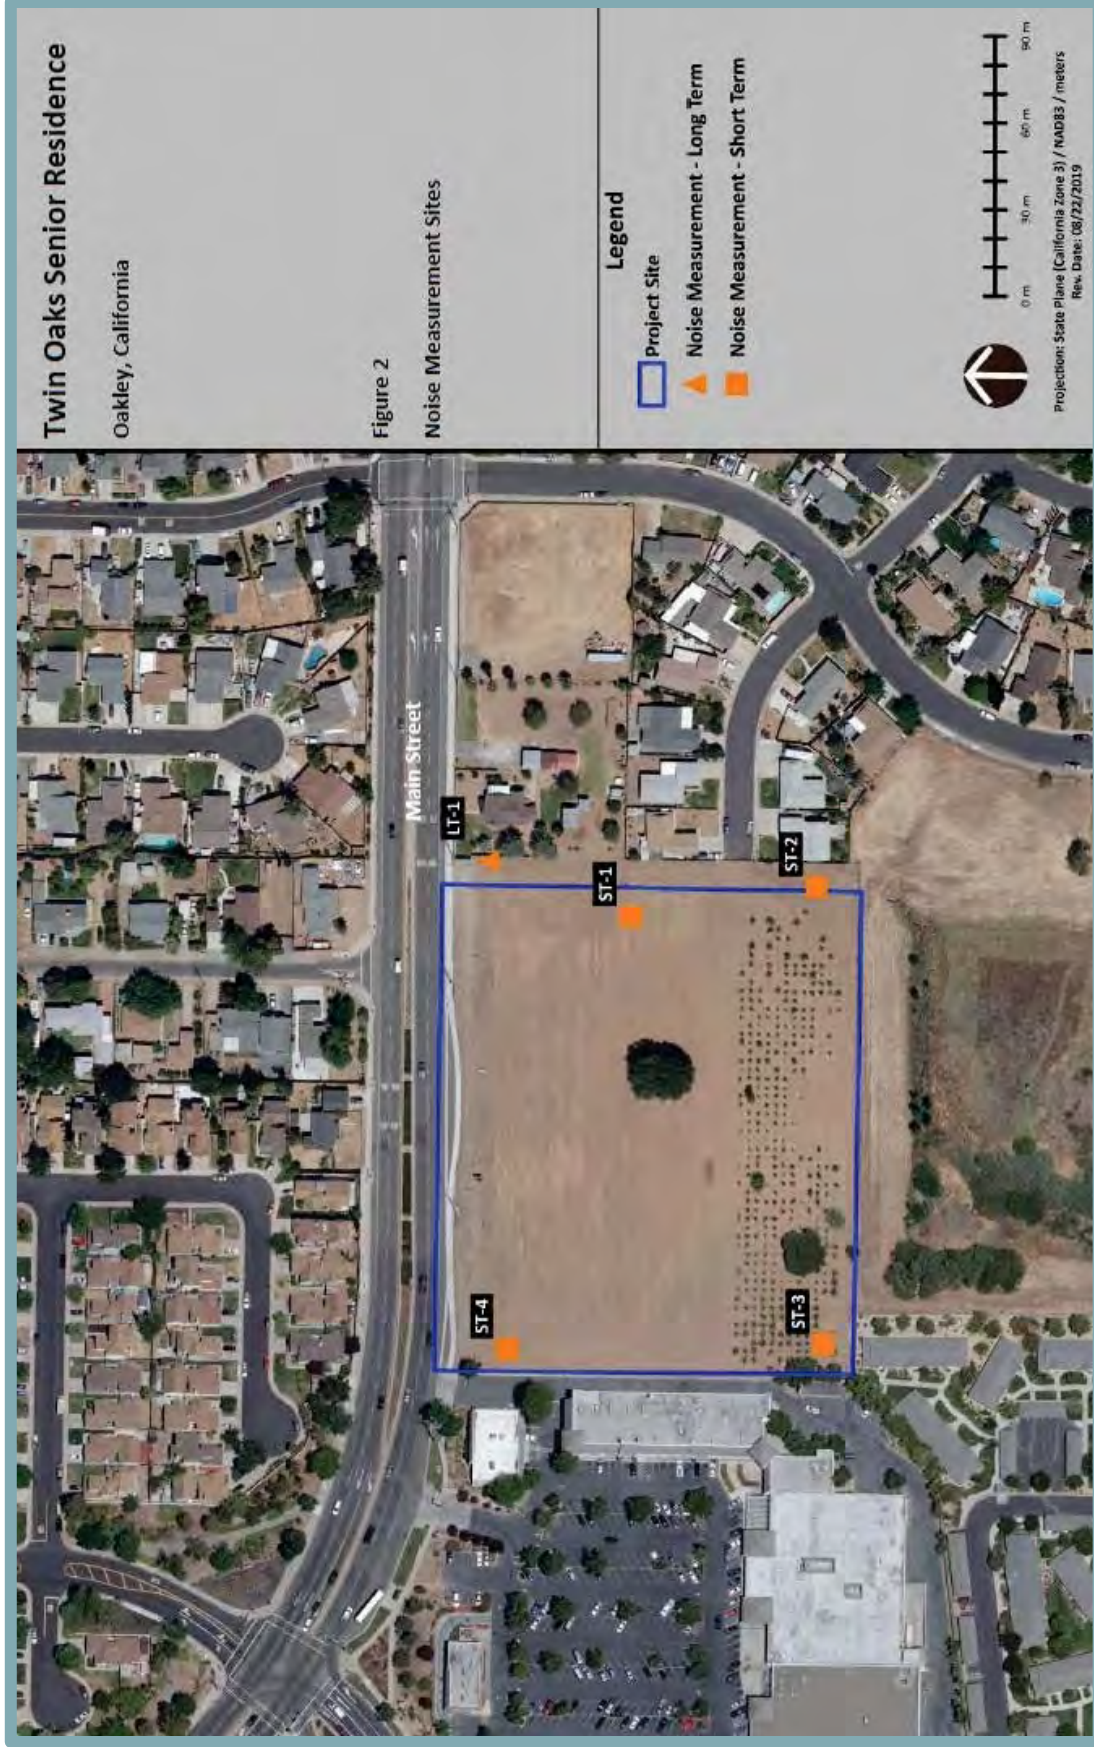 Twin Oaks Senior Residence
Oakley, California
Figure 2
Noise Measurement Sites
Legend
Project Site
Noise Measurement - Long Term
Noise Measurement - Short Term
0 m 30 m 60 m 90 m
Projection: State Plane (California Zone 3) / NAD83 / meters
Rev. Date: 08/22/2019
Main Street
LT-1
ST-1
ST-2
ST-4
ST-3